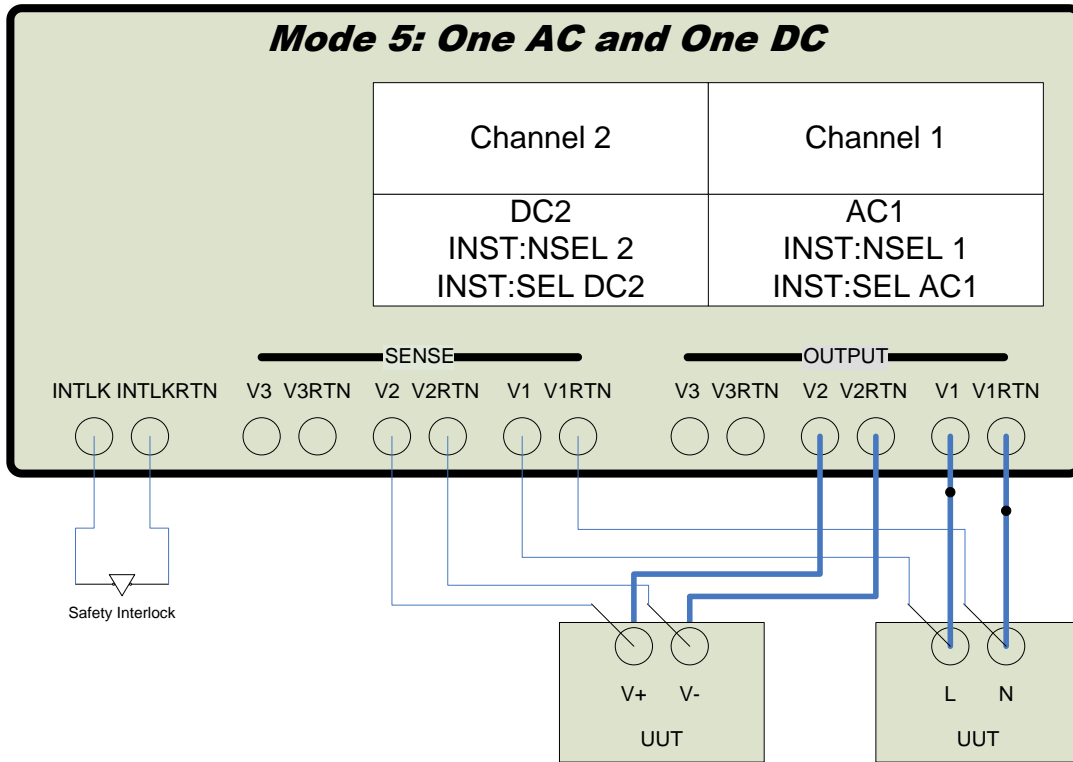 Mode 5: One AC and One DC
Channel 2
Channel 1
DC2
INST:NSEL 2
INST:SEL DC2
AC1
INST:NSEL 1
INST:SEL AC1
SENSE
OUTPUT
INTLK INTLKRTN V3 V3RTN V2 V2RTN V1 V1RTN V3 V3RTN V2 V2RTN V1 V1RTN
Safety Interlock
V+ V- L N
UUT UUT